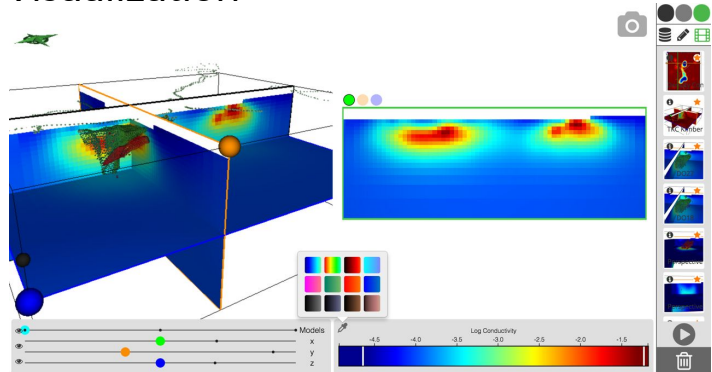 Visualization
TKC Kimber
Perspective
Models
x
y
z
Log Conductivity
-4.5 -4.0 -3.5 -3.0 -2.5 -2.0 -1.5